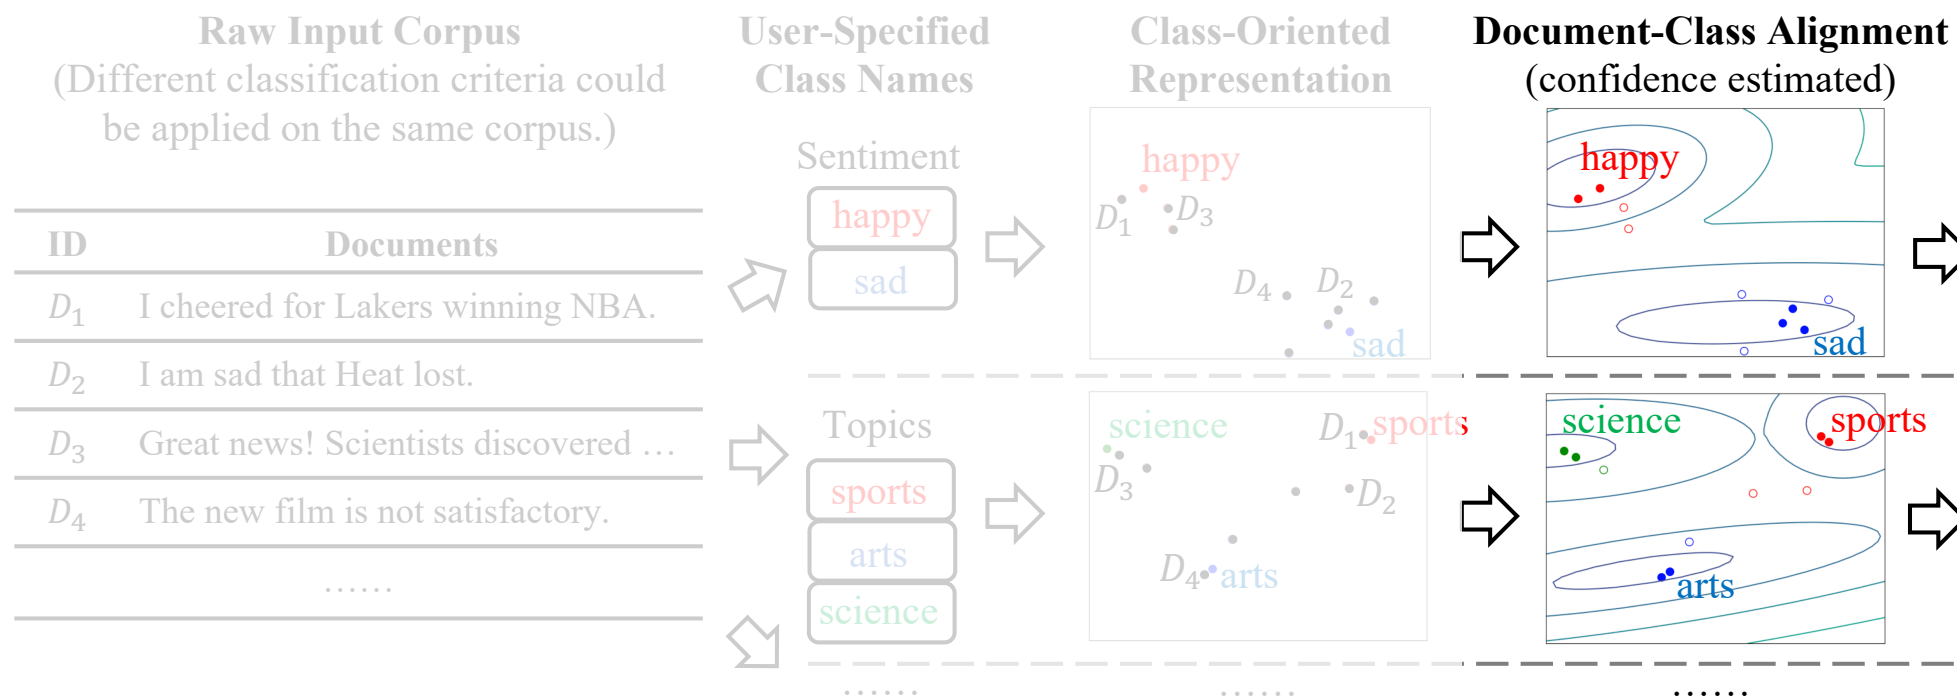 Raw Input Corpus
(Different classification criteria could
be applied on the same corpus.)
ID Documents
D₁ I cheered for Lakers winning NBA.
D₂ I am sad that Heat lost.
D₃ Great news! Scientists discovered …
D₄ The new film is not satisfactory.
……
User-Specified
Class Names
Sentiment
happy
sad
Topics
sports
arts
science
……
Class-Oriented
Representation
happy
D₁ D₃
D₄ D₂
sad
science
D₁ sports
D₃
D₂
D₄ arts
……
Document-Class Alignment
(confidence estimated)
happy
sad
science
sports
arts
……